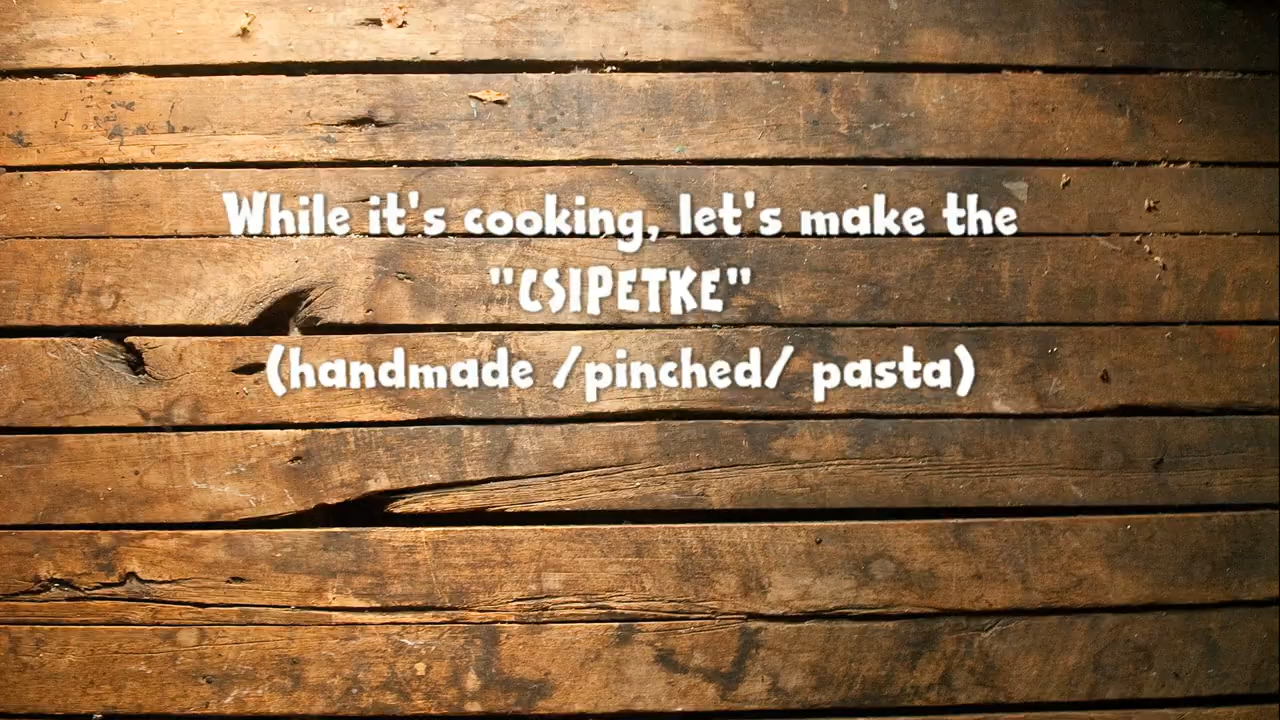 While it's cooking, let's make the
"CSIPETKE"
(handmade /pinched/ pasta)